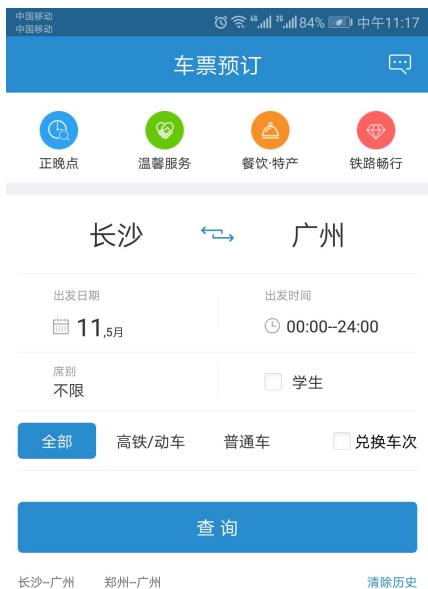 中国移动
中国移动
4G 2G 84% 中午11:17
车票预订
正晚点 温馨服务 餐饮·特产 铁路畅行
长沙 广州
出发日期 出发时间
11,5月 00:00--24:00
席别
不限 学生
全部 高铁/动车 普通车 兑换车次
查询
长沙--广州 郑州--广州 清除历史